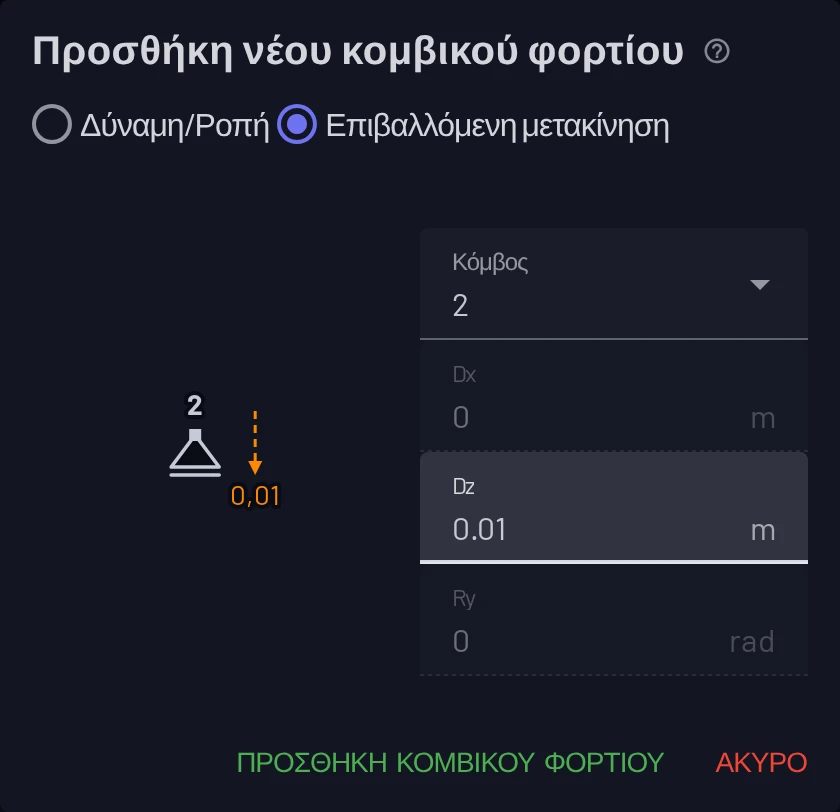 Προσθήκη νέου κομβικού φορτίου
Δύναμη/Ροπή Επιβαλλόμενη μετακίνηση
Κόμβος
2
Dx
0 m
2
Dz
0,01
0.01 m
Ry
0 rad
ΠΡΟΣΘΗΚΗ ΚΟΜΒΙΚΟΥ ΦΟΡΤΙΟΥ ΑΚΥΡΟ